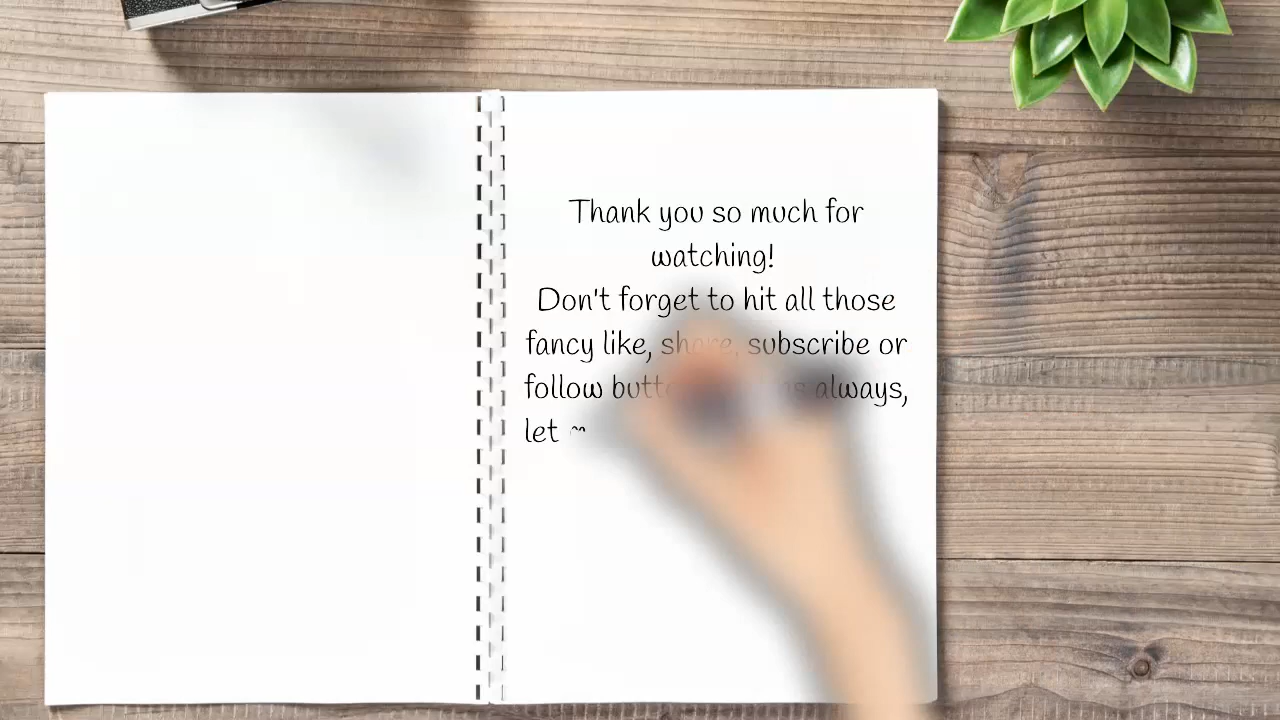 Thank you so much for
watching!
Don't forget to hit all those
fancy like, share, subscribe or
follow always,
let